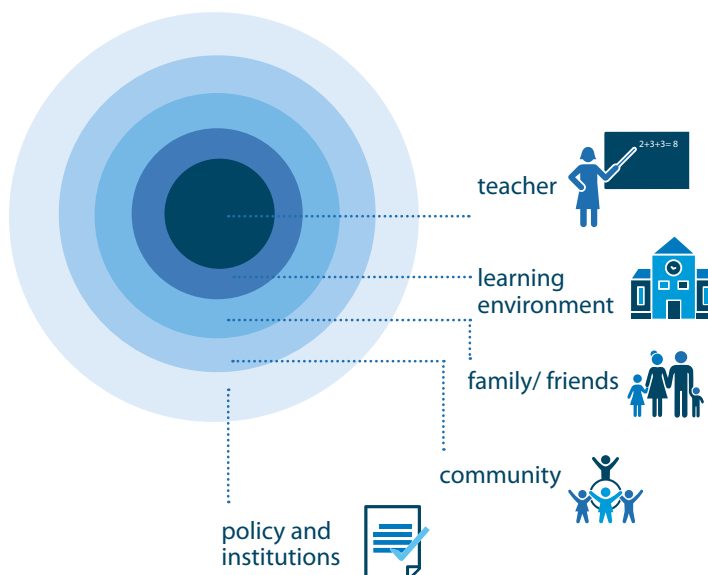 2+3+3= 8
teacher
learning
environment
family/ friends
community
policy and
institutions